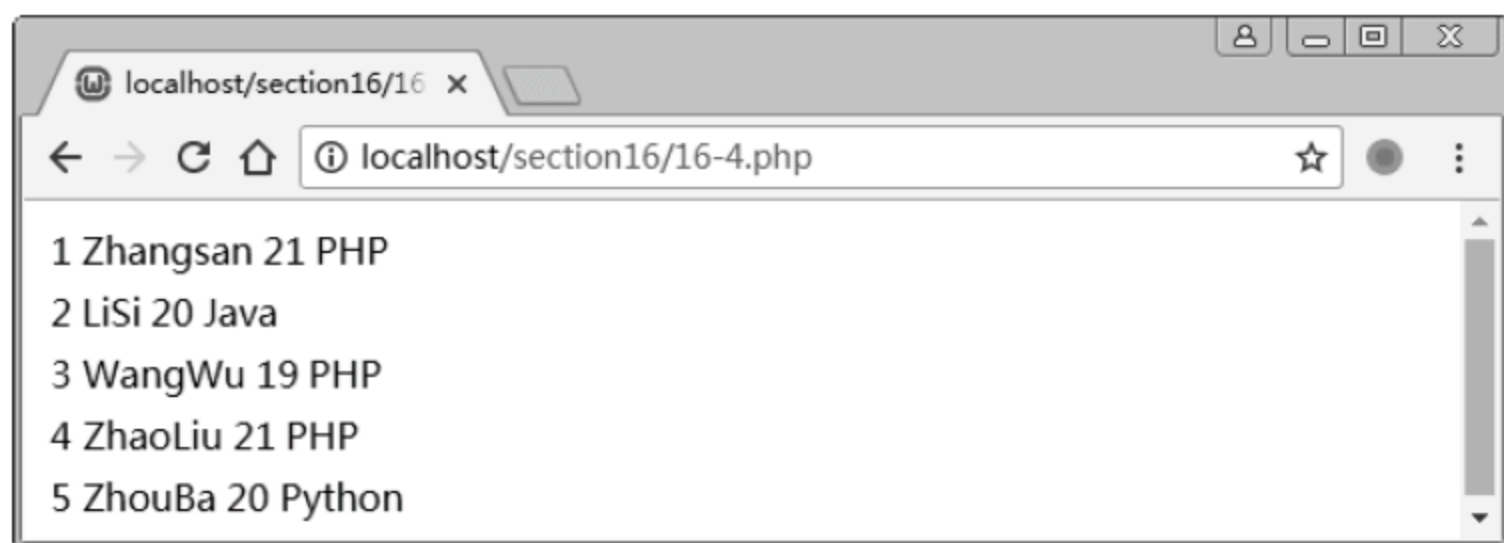 localhost/section16/16
localhost/section16/16-4.php
1 Zhangsan 21 PHP
2 LiSi 20 Java
3 WangWu 19 PHP
4 ZhaoLiu 21 PHP
5 ZhouBa 20 Python